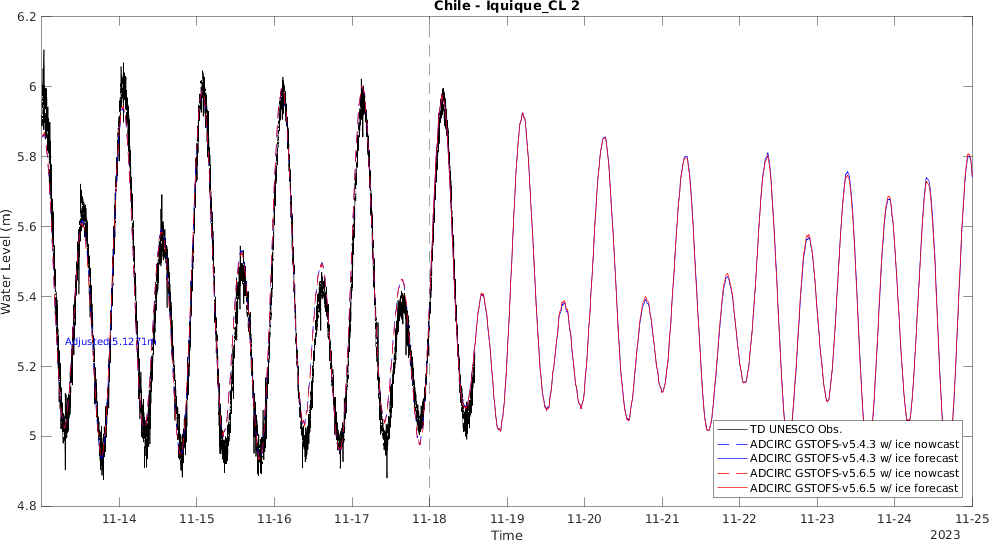 Chile - Iquique_CL 2
6.2
6
5.8
5.6
5.4
5.2
5
4.8
Water Level (m)
Adjusted 5.1271m
TD UNESCO Obs.
ADCIRC GSTOFS-v5.4.3 w/ ice nowcast
ADCIRC GSTOFS-v5.4.3 w/ ice forecast
ADCIRC GSTOFS-v5.6.5 w/ ice nowcast
ADCIRC GSTOFS-v5.6.5 w/ ice forecast
11-14 11-15 11-16 11-17 11-18 11-19 11-20 11-21 11-22 11-23 11-24 11-25
Time
2023